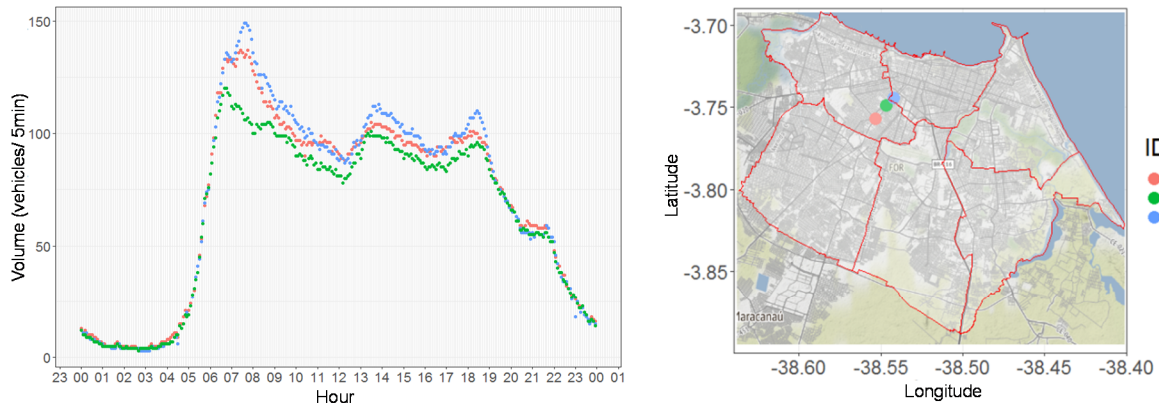 Volume (vehicles/ 5min)
150
100
50
0
23 00 01 02 03 04 05 06 07 08 09 10 11 12 13 14 15 16 17 18 19 20 21 22 23 00 01
Hour
Latitude
-3.70
-3.75
-3.80
-3.85
FOR
Maracanau
-38.60 -38.55 -38.50 -38.45 -38.40
Longitude
ID